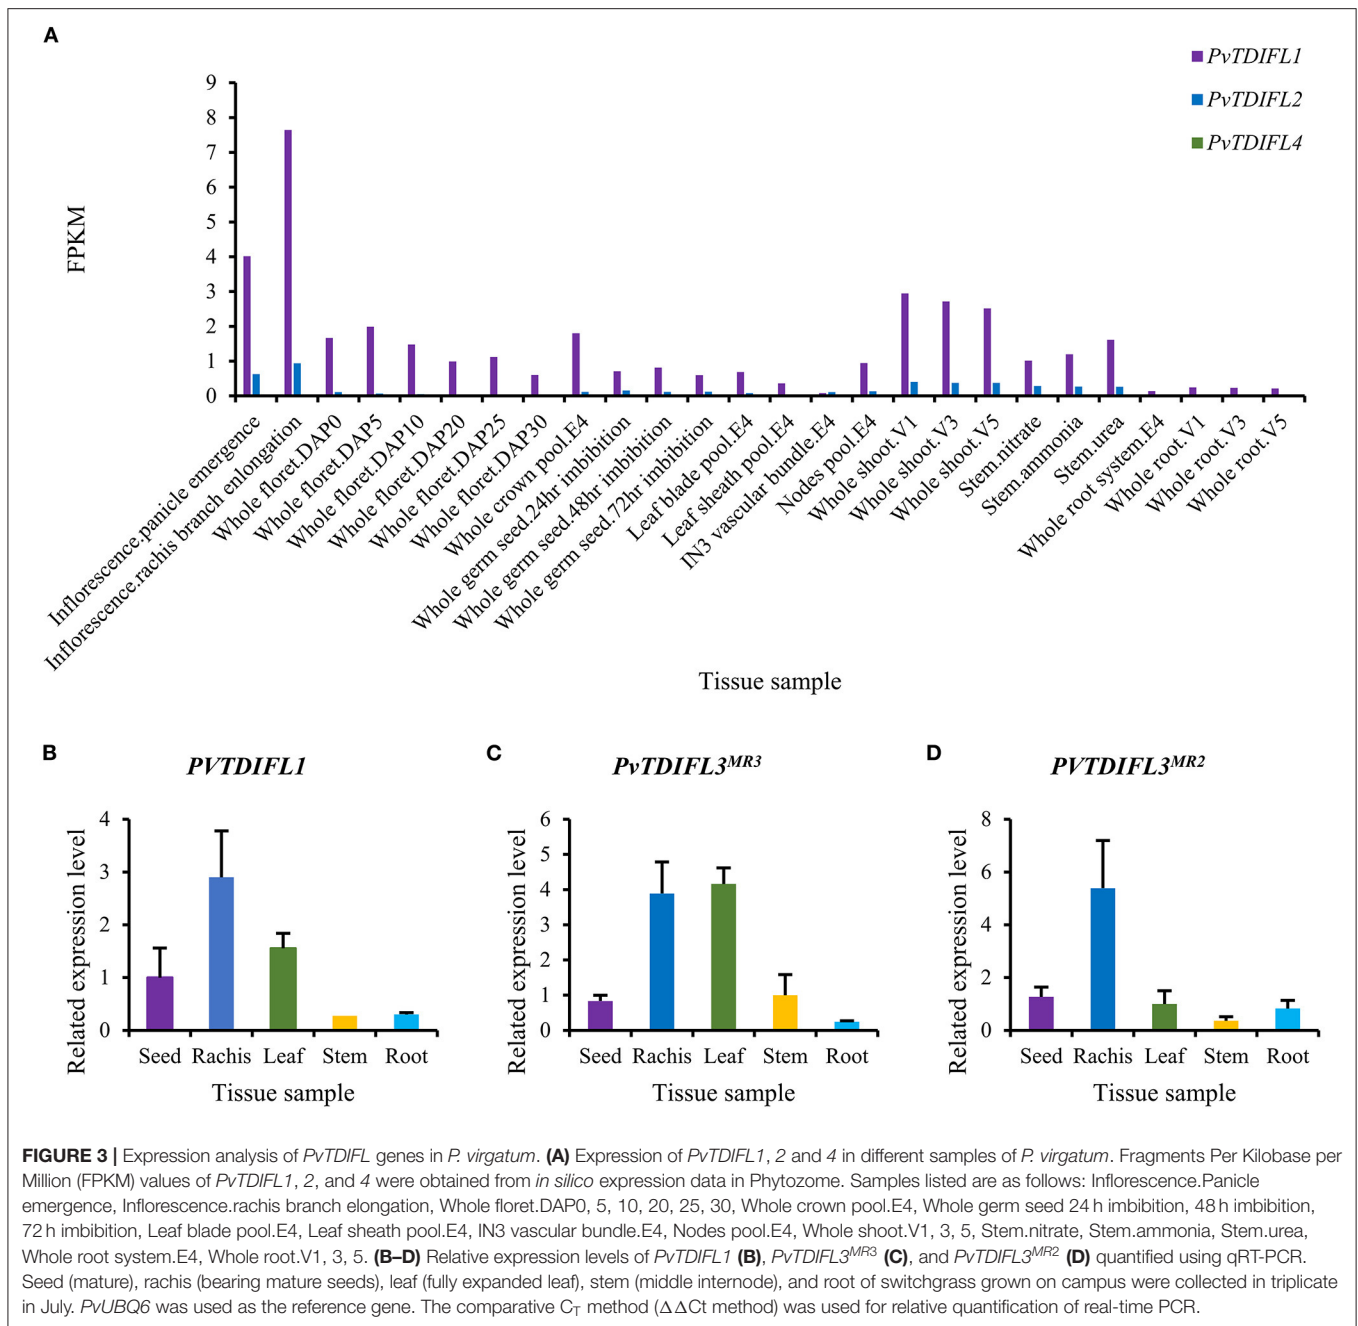 A
PvTDIFL1
PvTDIFL2
PvTDIFL4
9
8
7
6
5
4
3
2
1
0
FPKM
Inflorescence.panicle emergence
Inflorescence.rachis branch elongation
Whole floret.DAP0
Whole floret.DAP5
Whole floret.DAP10
Whole floret.DAP20
Whole floret.DAP25
Whole floret.DAP30
Whole crown pool.E4
Whole germ seed.24hr imbibition
Whole germ seed.48hr imbibition
Whole germ seed.72hr imbibition
Leaf blade pool.E4
Leaf sheath pool.E4
IN3 vascular bundle.E4
Nodes pool.E4
Whole shoot.V1
Whole shoot.V3
Whole shoot.V5
Stem.nitrate
Stem.ammonia
Stem.urea
Whole root system.E4
Whole root.V1
Whole root.V3
Whole root.V5
Tissue sample
B
PVTDIFL1
4
3
2
1
0
Related expression level
Seed Rachis Leaf Stem Root
Tissue sample
C
PvTDIFL3MR3
6
5
4
3
2
1
0
Related expression level
Seed Rachis Leaf Stem Root
Tissue sample
D
PVTDIFL3MR2
8
6
4
2
0
Related expression level
Seed Rachis Leaf Stem Root
Tissue sample
FIGURE 3 | Expression analysis of PvTDIFL genes in P. virgatum. (A) Expression of PvTDIFL1, 2 and 4 in different samples of P. virgatum. Fragments Per Kilobase per
Million (FPKM) values of PvTDIFL1, 2, and 4 were obtained from in silico expression data in Phytozome. Samples listed are as follows: Inflorescence.Panicle
emergence, Inflorescence.rachis branch elongation, Whole floret.DAP0, 5, 10, 20, 25, 30, Whole crown pool.E4, Whole germ seed 24 h imbibition, 48 h imbibition,
72 h imbibition, Leaf blade pool.E4, Leaf sheath pool.E4, IN3 vascular bundle.E4, Nodes pool.E4, Whole shoot.V1, 3, 5, Stem.nitrate, Stem.ammonia, Stem.urea,
Whole root system.E4, Whole root.V1, 3, 5. (B–D) Relative expression levels of PvTDIFL1 (B), PvTDIFL3MR3 (C), and PvTDIFL3MR2 (D) quantified using qRT-PCR.
Seed (mature), rachis (bearing mature seeds), leaf (fully expanded leaf), stem (middle internode), and root of switchgrass grown on campus were collected in triplicate
in July. PvUBQ6 was used as the reference gene. The comparative CT method (ΔΔCt method) was used for relative quantification of real-time PCR.